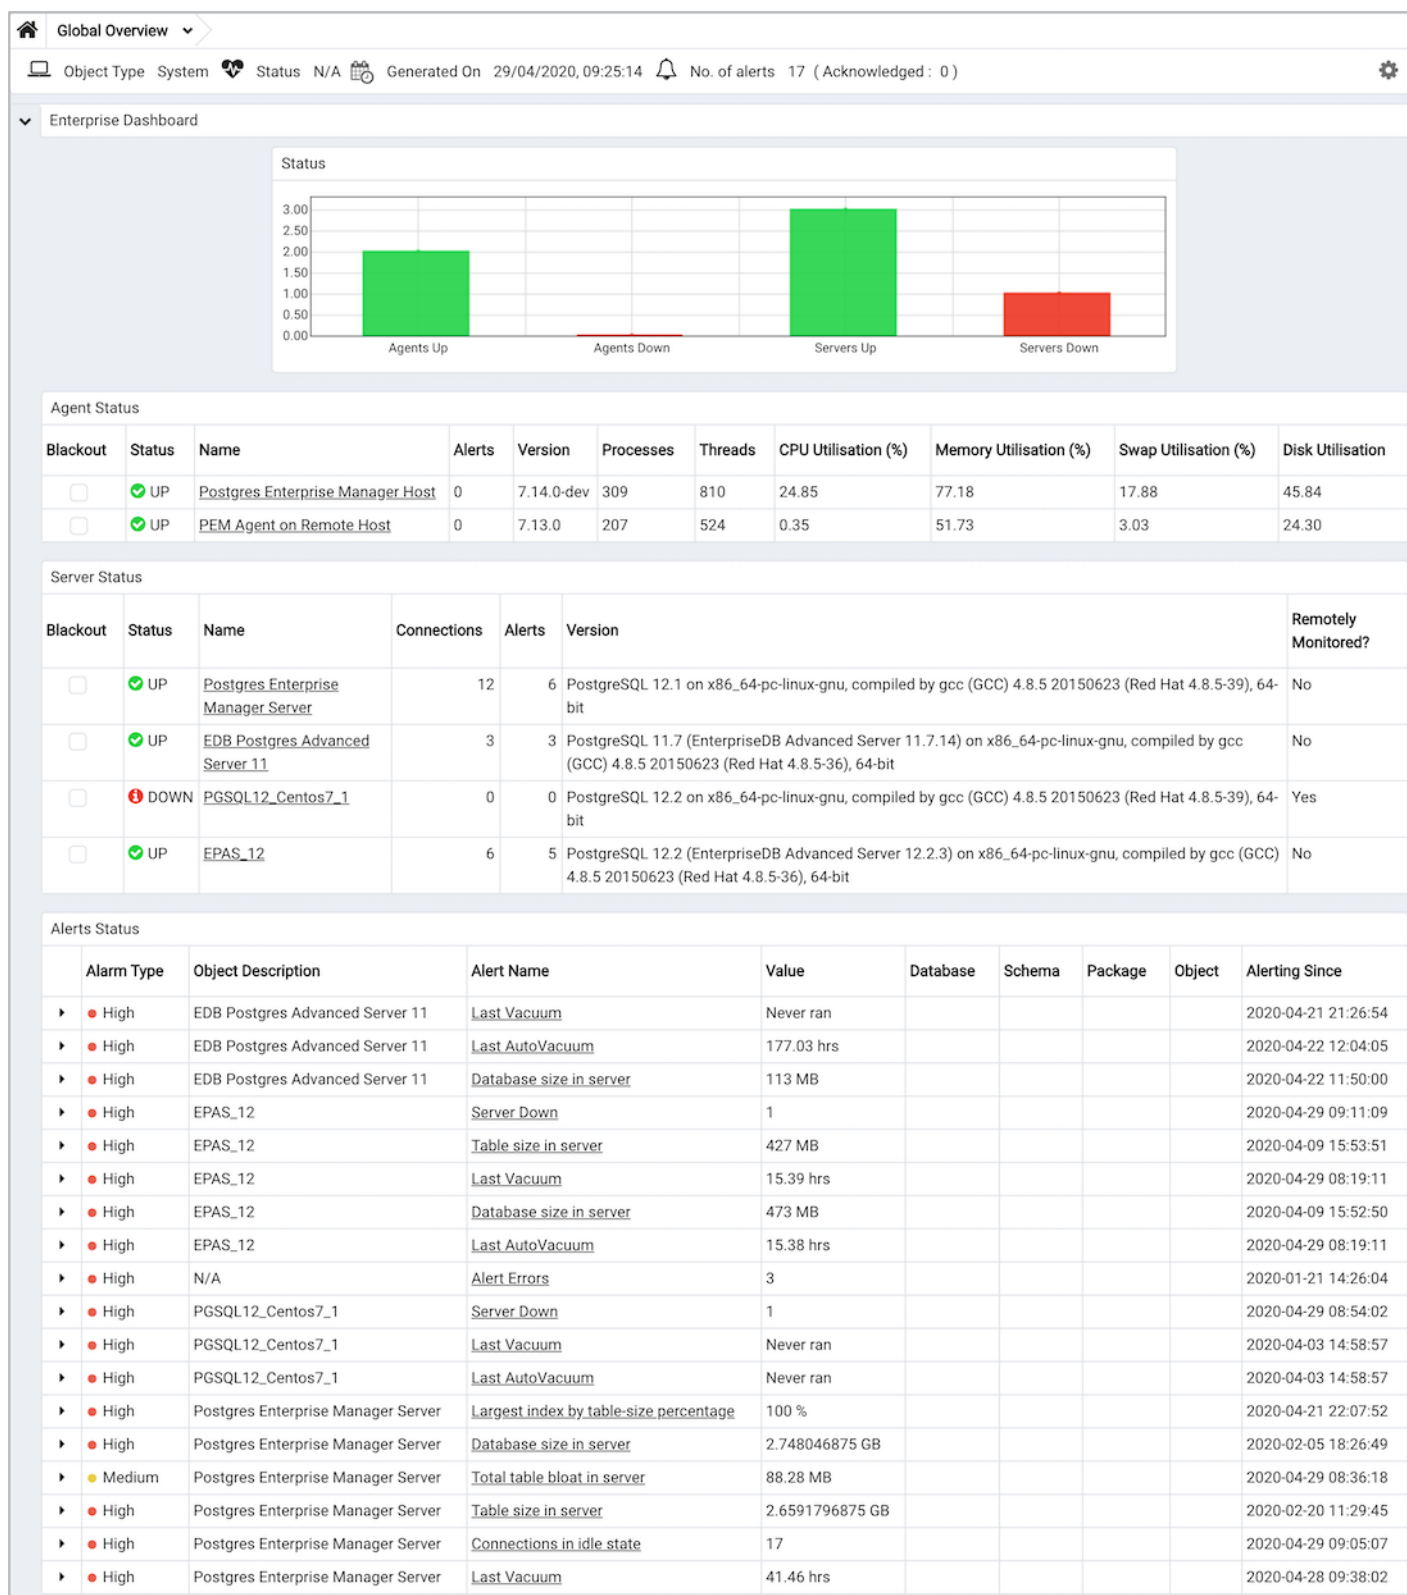 Global Overview
Object Type System Status N/A Generated On 29/04/2020, 09:25:14 No. of alerts 17 ( Acknowledged : 0 )
Enterprise Dashboard
Status
3.00
2.50
2.00
1.50
1.00
0.50
0.00
Agents Up Agents Down Servers Up Servers Down
Agent Status
Blackout Status Name Alerts Version Processes Threads CPU Utilisation (%) Memory Utilisation (%) Swap Utilisation (%) Disk Utilisation
UP Postgres Enterprise Manager Host 0 7.14.0-dev 309 810 24.85 77.18 17.88 45.84
UP PEM Agent on Remote Host 0 7.13.0 207 524 0.35 51.73 3.03 24.30
Server Status
Blackout Status Name Connections Alerts Version Remotely
Monitored?
UP Postgres Enterprise 12 6 PostgreSQL 12.1 on x86_64-pc-linux-gnu, compiled by gcc (GCC) 4.8.5 20150623 (Red Hat 4.8.5-39), 64- No
Manager Server bit
UP EDB Postgres Advanced 3 3 PostgreSQL 11.7 (EnterpriseDB Advanced Server 11.7.14) on x86_64-pc-linux-gnu, compiled by gcc No
Server 11 (GCC) 4.8.5 20150623 (Red Hat 4.8.5-36), 64-bit
DOWN PGSQL12_Centos7_1 0 0 PostgreSQL 12.2 on x86_64-pc-linux-gnu, compiled by gcc (GCC) 4.8.5 20150623 (Red Hat 4.8.5-39), 64- Yes
bit
UP EPAS_12 6 5 PostgreSQL 12.2 (EnterpriseDB Advanced Server 12.2.3) on x86_64-pc-linux-gnu, compiled by gcc (GCC) No
4.8.5 20150623 (Red Hat 4.8.5-36), 64-bit
Alerts Status
Alarm Type Object Description Alert Name Value Database Schema Package Object Alerting Since
High EDB Postgres Advanced Server 11 Last Vacuum Never ran 2020-04-21 21:26:54
High EDB Postgres Advanced Server 11 Last AutoVacuum 177.03 hrs 2020-04-22 12:04:05
High EDB Postgres Advanced Server 11 Database size in server 113 MB 2020-04-22 11:50:00
High EPAS_12 Server Down 1 2020-04-29 09:11:09
High EPAS_12 Table size in server 427 MB 2020-04-09 15:53:51
High EPAS_12 Last Vacuum 15.39 hrs 2020-04-29 08:19:11
High EPAS_12 Database size in server 473 MB 2020-04-09 15:52:50
High EPAS_12 Last AutoVacuum 15.38 hrs 2020-04-29 08:19:11
High N/A Alert Errors 3 2020-01-21 14:26:04
High PGSQL12_Centos7_1 Server Down 1 2020-04-29 08:54:02
High PGSQL12_Centos7_1 Last Vacuum Never ran 2020-04-03 14:58:57
High PGSQL12_Centos7_1 Last AutoVacuum Never ran 2020-04-03 14:58:57
High Postgres Enterprise Manager Server Largest index by table-size percentage 100 % 2020-04-21 22:07:52
High Postgres Enterprise Manager Server Database size in server 2.748046875 GB 2020-02-05 18:26:49
Medium Postgres Enterprise Manager Server Total table bloat in server 88.28 MB 2020-04-29 08:36:18
High Postgres Enterprise Manager Server Table size in server 2.6591796875 GB 2020-02-20 11:29:45
High Postgres Enterprise Manager Server Connections in idle state 17 2020-04-29 09:05:07
High Postgres Enterprise Manager Server Last Vacuum 41.46 hrs 2020-04-28 09:38:02